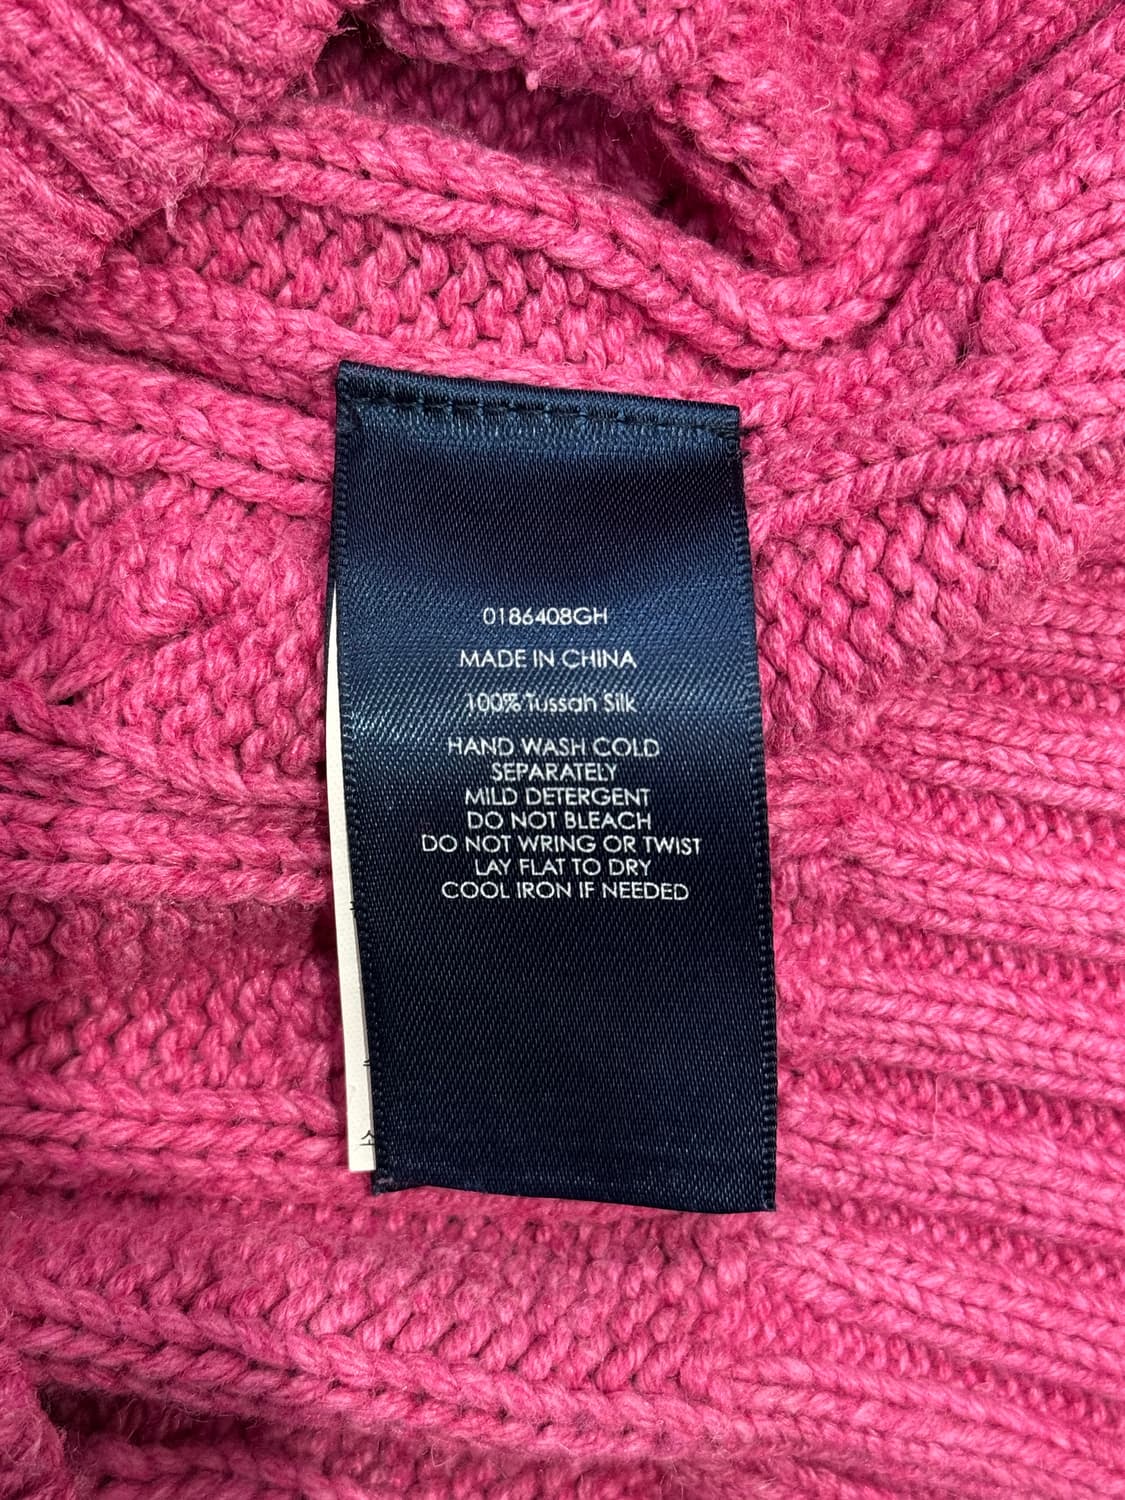 0186408GH
MADE IN CHINA
100% Tussah Silk
HAND WASH COLD
SEPARATELY
MILD DETERGENT
DO NOT BLEACH
DO NOT WRING OR TWIST
LAY FLAT TO DRY
COOL IRON IF NEEDED